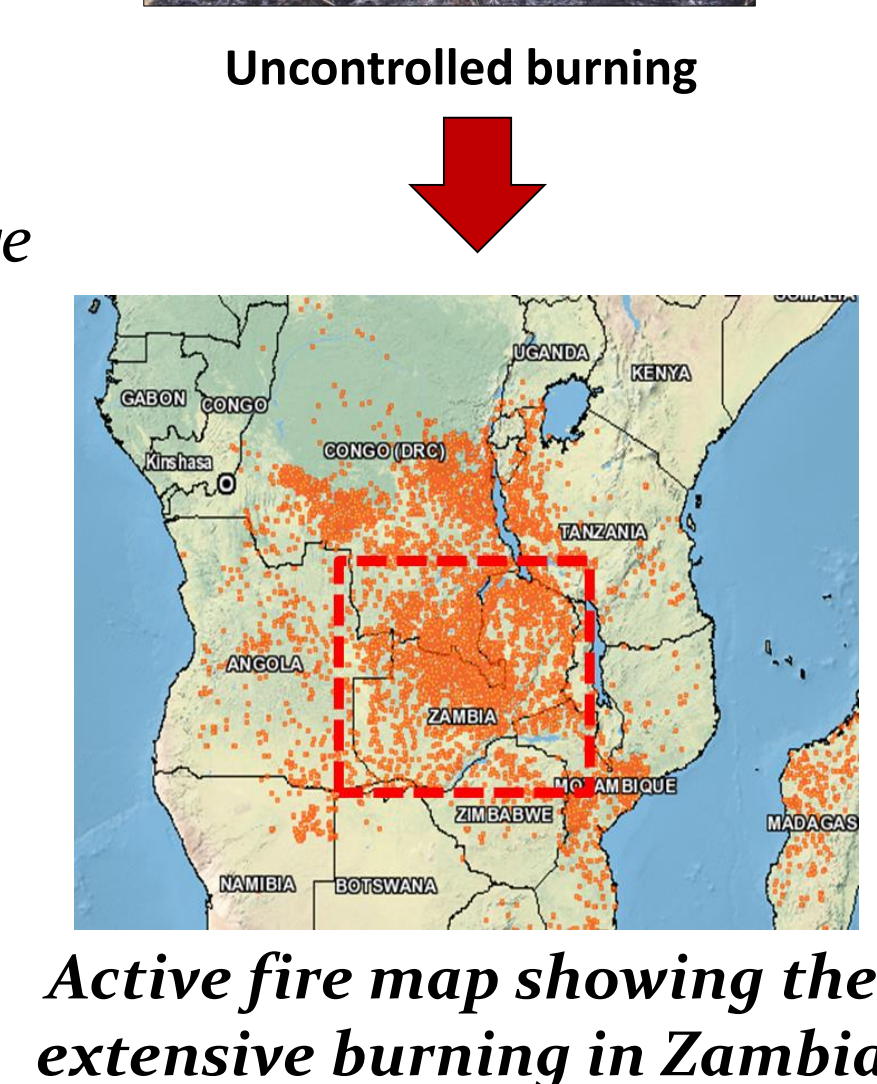 Uncontrolled burning
UGANDA
KENYA
GABON
CONGO
CONGO (DRC)
Kinshasa
TANZANIA
ANGOLA
ZAMBIA
MOZAMBIQUE
ZIMBABWE
MADAGAS
NAMIBIA
BOTSWANA
Active fire map showing the
extensive burning in Zambia